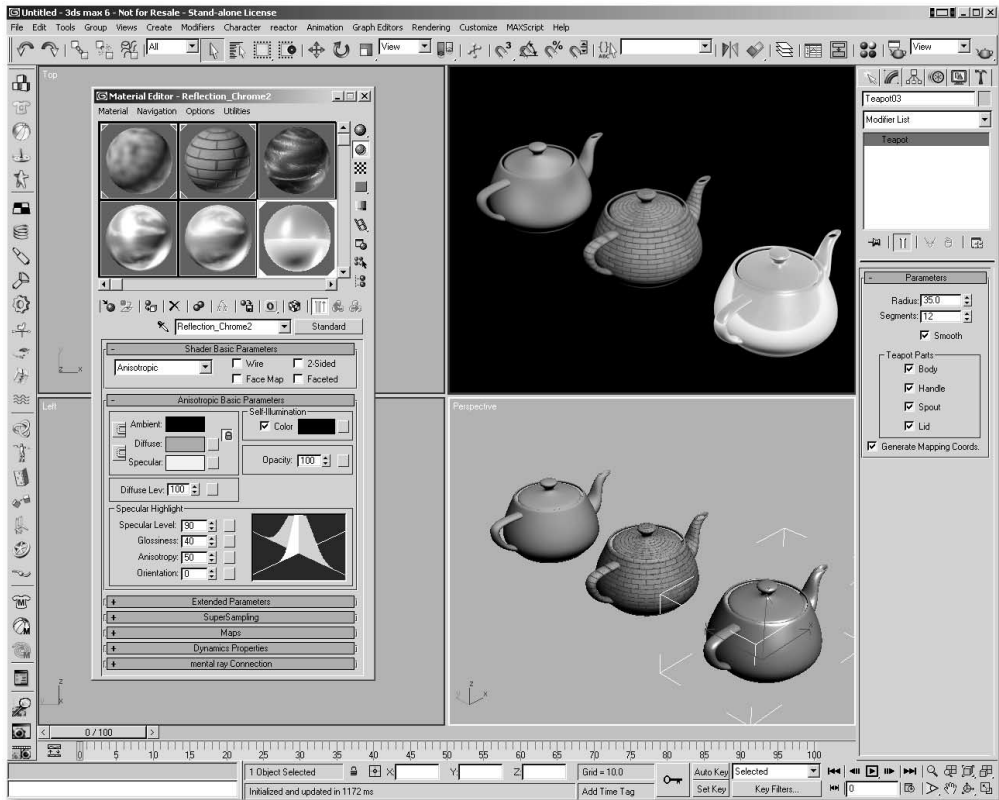 Untitled - 3ds max 6 - Not for Resale - Stand-alone License
File Edit Tools Group Views Create Modifiers Character reactor Animation Graph Editors Rendering Customize MAXScript Help
All
View
ABC
View
Top
Material Editor - Reflection_Chrome2
Material Navigation Options Utilities
Reflection_Chrome2
Standard
- Shader Basic Parameters
Anisotropic
Wire
2-Sided
Face Map
Faceted
- Anisotropic Basic Parameters
Ambient:
Diffuse:
Specular:
Self-Illumination
Color
Opacity: 100
Diffuse Lev: 100
Specular Highlight
Specular Level: 90
Glossiness: 40
Anisotropy: 50
Orientation: 0
+ Extended Parameters
+ SuperSampling
+ Maps
+ Dynamics Properties
+ mental ray Connection
Left
Perspective
z
x
z
x
z
y
x
Teapot03
Modifier List
Teapot
- Parameters
Radius: 35.0
Segments: 12
Smooth
Teapot Parts
Body
Handle
Spout
Lid
Generate Mapping Coords.
0 / 100
0 5 10 15 20 25 30 35 40 45 50 55 60 65 70 75 80 85 90 95 100
1 Object Selected
X: Y: Z:
Grid = 10.0
Auto Key
Selected
Initialized and updated in 1172 ms
Add Time Tag
Set Key
Key Filters...
0